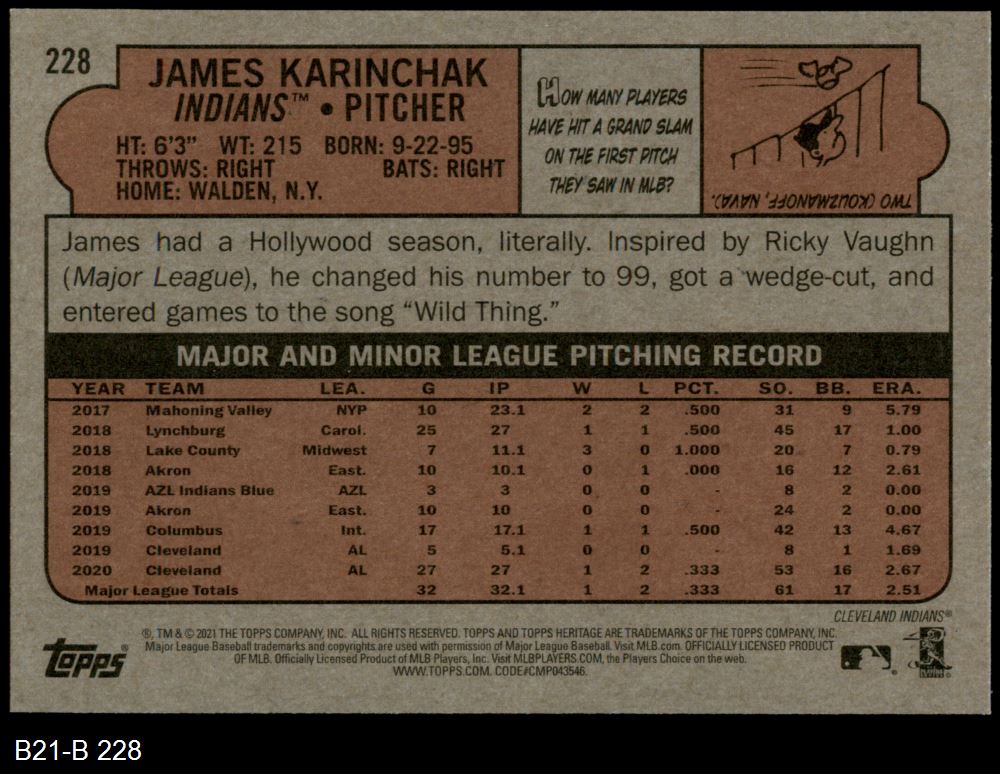 228
JAMES KARINCHAK
INDIANS™ • PITCHER
HT: 6'3" WT: 215 BORN: 9-22-95
THROWS: RIGHT BATS: RIGHT
HOME: WALDEN, N.Y.
HOW MANY PLAYERS
HAVE HIT A GRAND SLAM
ON THE FIRST PITCH
THEY SAW IN MLB?
TWO (KOUZMANOFF, NAVA).
James had a Hollywood season, literally. Inspired by Ricky Vaughn
(Major League), he changed his number to 99, got a wedge-cut, and
entered games to the song “Wild Thing.”
MAJOR AND MINOR LEAGUE PITCHING RECORD
YEAR TEAM LEA. G IP W L PCT. SO. BB. ERA.
2017 Mahoning Valley NYP 10 23.1 2 2 .500 31 9 5.79
2018 Lynchburg Carol. 25 27 1 1 .500 45 17 1.00
2018 Lake County Midwest 7 11.1 3 0 1.000 20 7 0.79
2018 Akron East. 10 10.1 0 1 .000 16 12 2.61
2019 AZL Indians Blue AZL 3 3 0 0 - 8 2 0.00
2019 Akron East. 10 10 0 0 - 24 2 0.00
2019 Columbus Int. 17 17.1 1 1 .500 42 13 4.67
2019 Cleveland AL 5 5.1 0 0 - 8 1 1.69
2020 Cleveland AL 27 27 1 2 .333 53 16 2.67
Major League Totals 32 32.1 1 2 .333 61 17 2.51
CLEVELAND INDIANS®
®, TM & © 2021 THE TOPPS COMPANY, INC. ALL RIGHTS RESERVED. TOPPS AND TOPPS HERITAGE ARE TRADEMARKS OF THE TOPPS COMPANY, INC.
Major League Baseball trademarks and copyrights are used with permission of Major League Baseball. Visit MLB.com. OFFICIALLY LICENSED PRODUCT
OF MLB. Officially Licensed Product of MLB Players, Inc. Visit MLBPLAYERS.COM, the Players Choice on the web.
WWW.TOPPS.COM. CODE#CMP043546.
topps®
B21-B 228